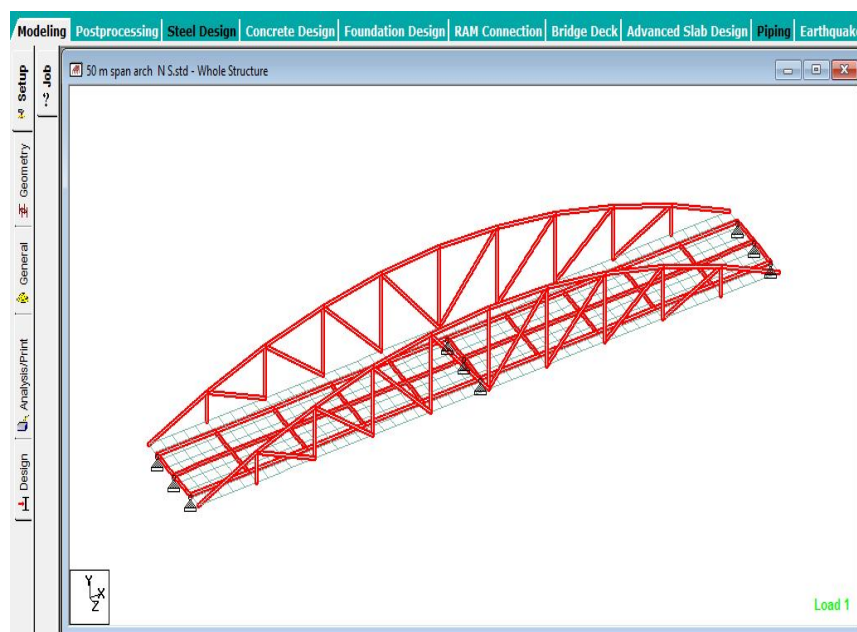 Modeling Postprocessing Steel Design Concrete Design Foundation Design RAM Connection Bridge Deck Advanced Slab Design Piping Earthquake
Setup
Geometry
General
Analysis/Print
Design
? Job
50 m span arch N S.std - Whole Structure
Y
X
Z
Load 1